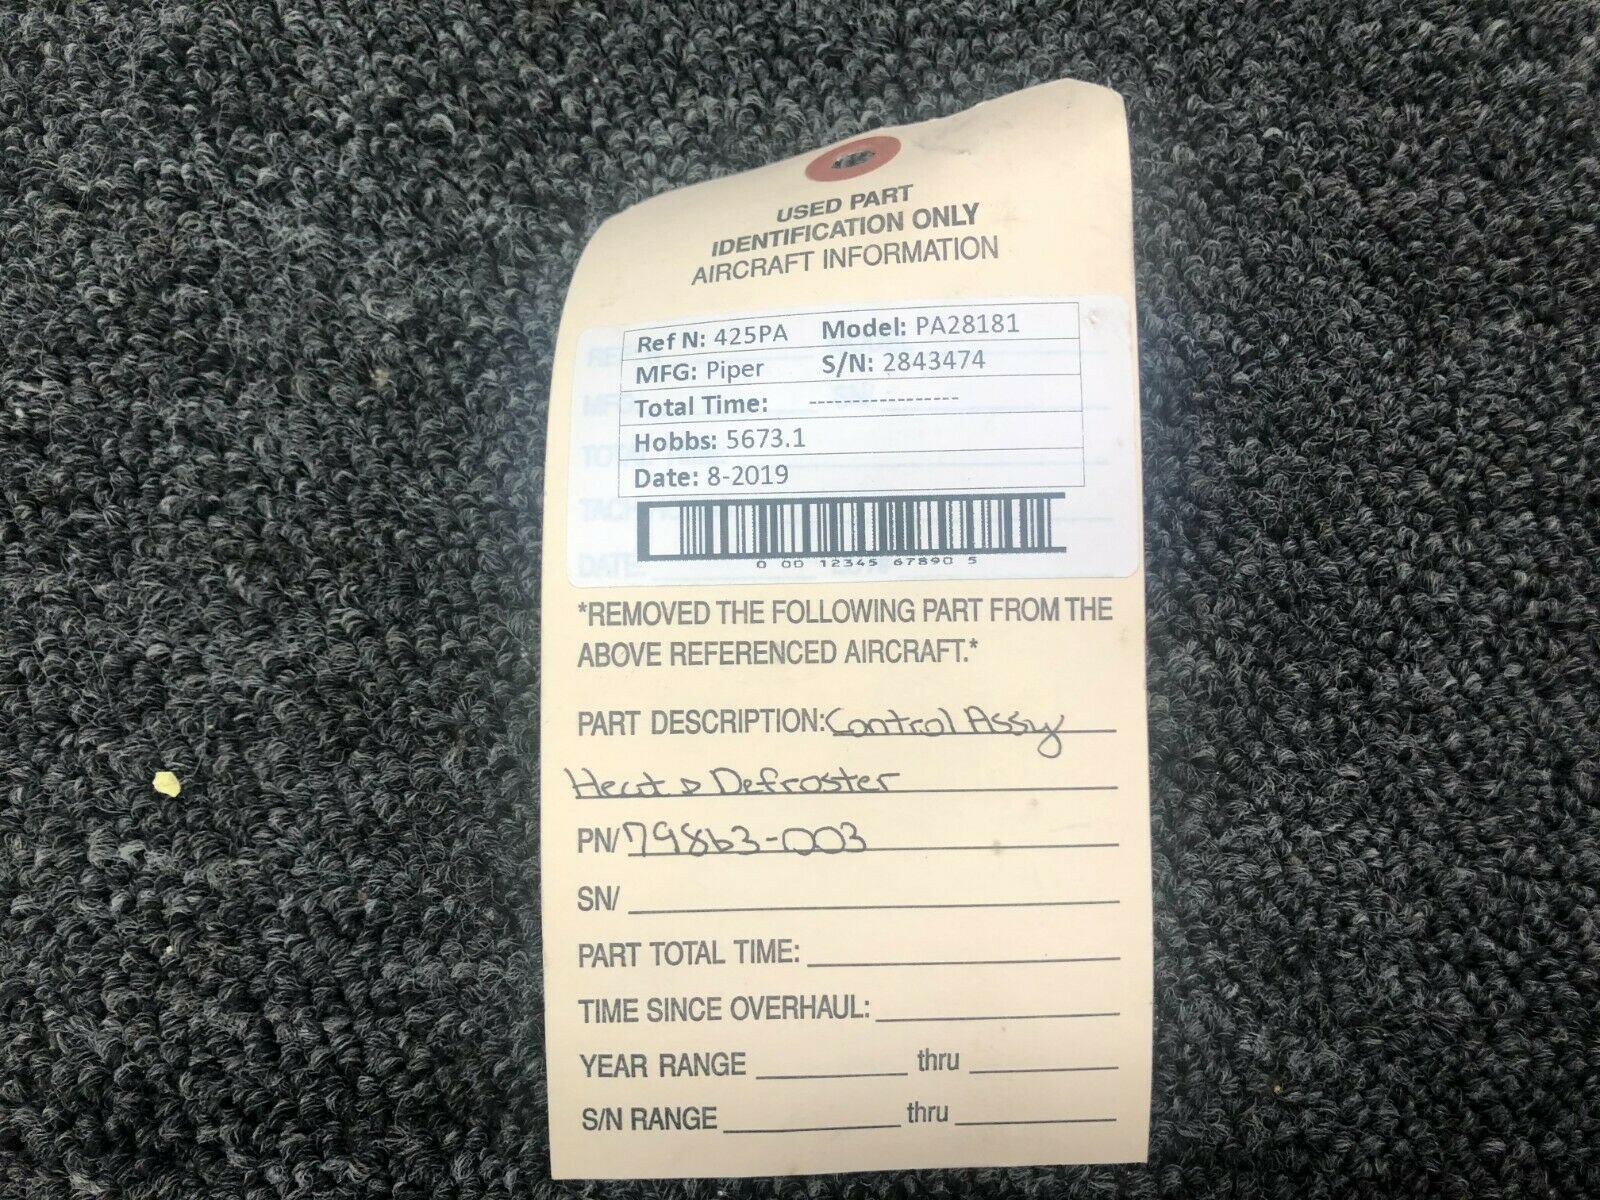 USED PART
IDENTIFICATION ONLY
AIRCRAFT INFORMATION
Ref N: 425PA Model: PA28181
MFG: Piper S/N: 2843474
Total Time: -----------------
Hobbs: 5673.1
Date: 8-2019
0 00 12345 67890 5
*REMOVED THE FOLLOWING PART FROM THE
ABOVE REFERENCED AIRCRAFT.*
PART DESCRIPTION: Control Assy
Heat & Defroster
PN/ 79863-003
SN/
PART TOTAL TIME:
TIME SINCE OVERHAUL:
YEAR RANGE thru
S/N RANGE thru